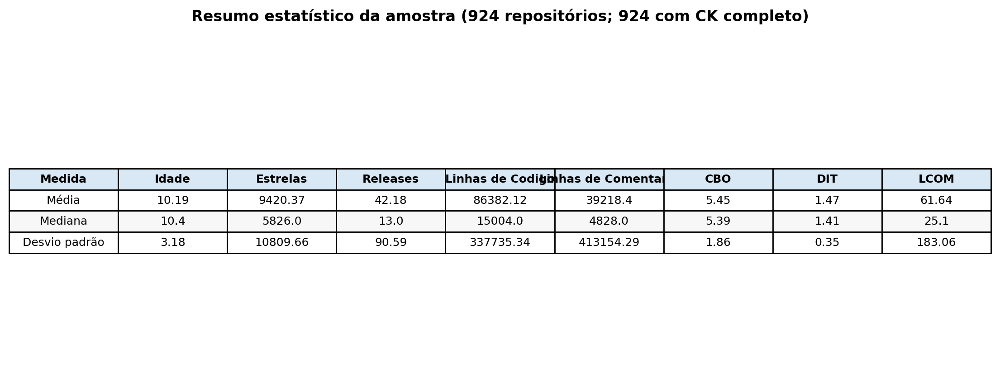 Resumo estatístico da amostra (924 repositórios; 924 com CK completo)
Medida Idade Estrelas Releases Linhas de Codigo Linhas de Comentar CBO DIT LCOM
Média 10.19 9420.37 42.18 86382.12 39218.4 5.45 1.47 61.64
Mediana 10.4 5826.0 13.0 15004.0 4828.0 5.39 1.41 25.1
Desvio padrão 3.18 10809.66 90.59 337735.34 413154.29 1.86 0.35 183.06